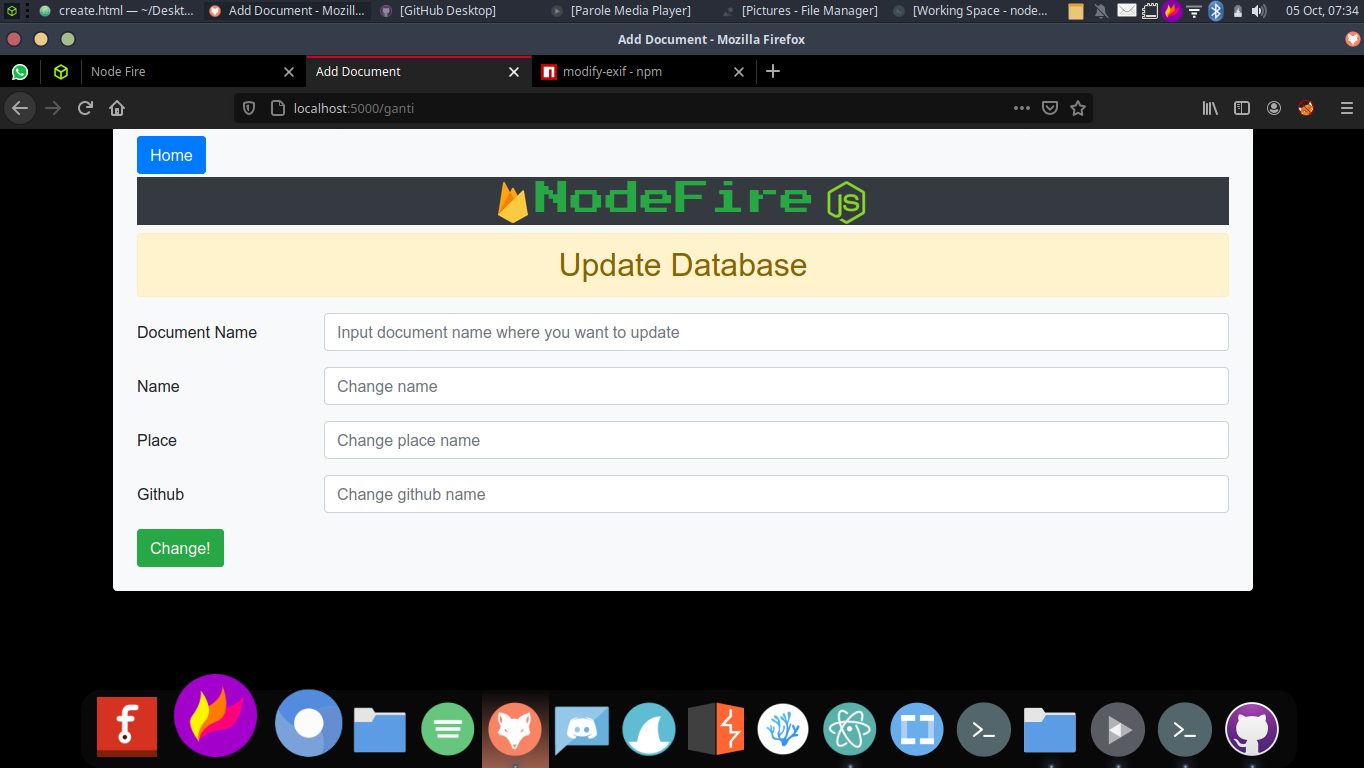 create.html — ~/Deskt...
Add Document - Mozill...
[GitHub Desktop]
[Parole Media Player]
[Pictures - File Manager]
[Working Space - node...
05 Oct, 07:34
Add Document - Mozilla Firefox
Node Fire
Add Document
modify-exif - npm
localhost:5000/ganti
Home
NodeFire
JS
Update Database
Document Name
Input document name where you want to update
Name
Change name
Place
Change place name
Github
Change github name
Change!